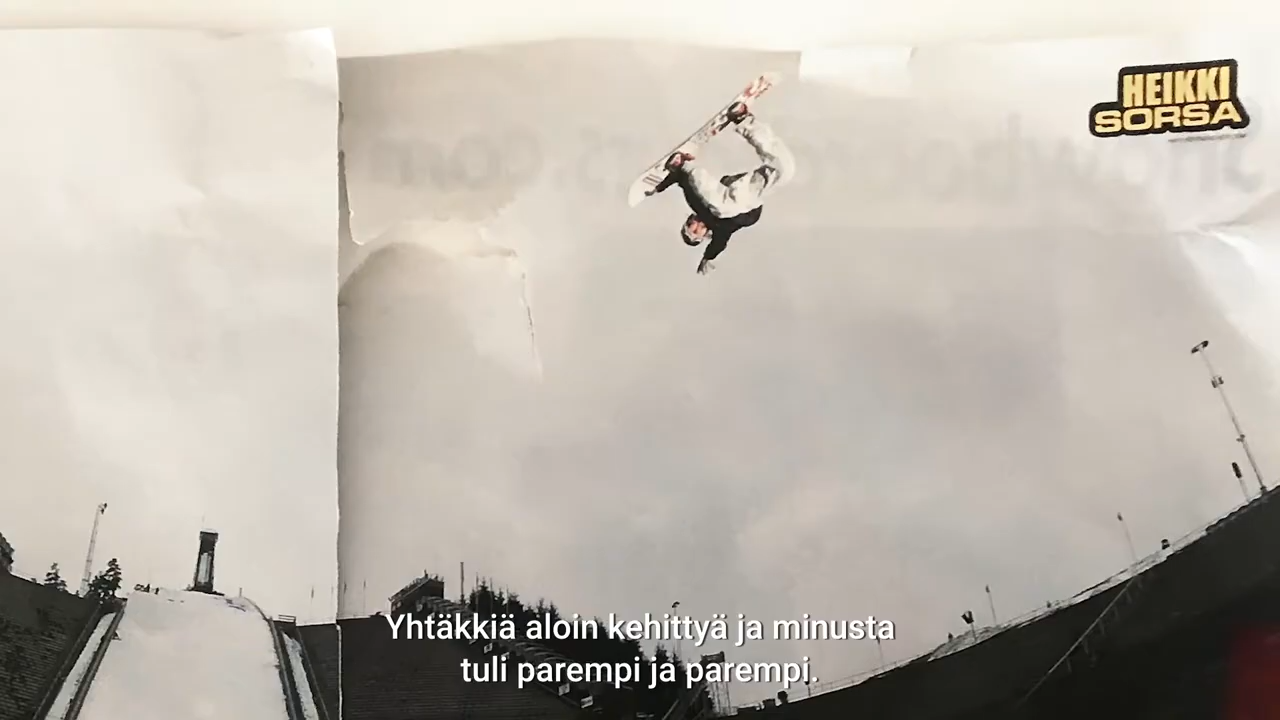 HEIKKI
SORSA
Yhtäkkiä aloin kehittyä ja minusta
tuli parempi ja parempi.